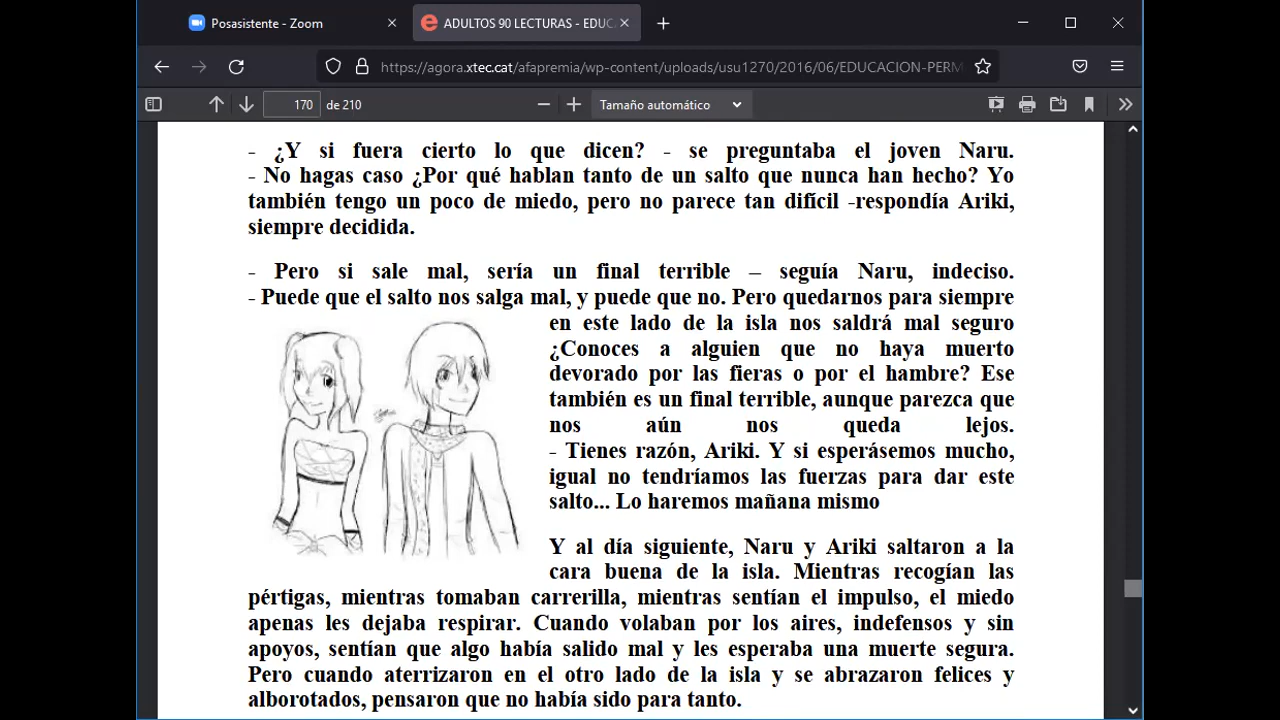 Posasistente - Zoom
ADULTOS 90 LECTURAS - EDUC
https://agora.xtec.cat/afapremia/wp-content/uploads/usu1270/2016/06/EDUCACION-PERM
170 de 210
Tamaño automático
- ¿Y si fuera cierto lo que dicen? - se preguntaba el joven Naru.
- No hagas caso ¿Por qué hablan tanto de un salto que nunca han hecho? Yo
también tengo un poco de miedo, pero no parece tan difícil -respondía Ariki,
siempre decidida.
- Pero si sale mal, sería un final terrible – seguía Naru, indeciso.
- Puede que el salto nos salga mal, y puede que no. Pero quedarnos para siempre
en este lado de la isla nos saldrá mal seguro
¿Conoces a alguien que no haya muerto
devorado por las fieras o por el hambre? Ese
también es un final terrible, aunque parezca que
nos aún nos queda lejos.
- Tienes razón, Ariki. Y si esperásemos mucho,
igual no tendríamos las fuerzas para dar este
salto... Lo haremos mañana mismo
Y al día siguiente, Naru y Ariki saltaron a la
cara buena de la isla. Mientras recogían las
pértigas, mientras tomaban carrerilla, mientras sentían el impulso, el miedo
apenas les dejaba respirar. Cuando volaban por los aires, indefensos y sin
apoyos, sentían que algo había salido mal y les esperaba una muerte segura.
Pero cuando aterrizaron en el otro lado de la isla y se abrazaron felices y
alborotados, pensaron que no había sido para tanto.